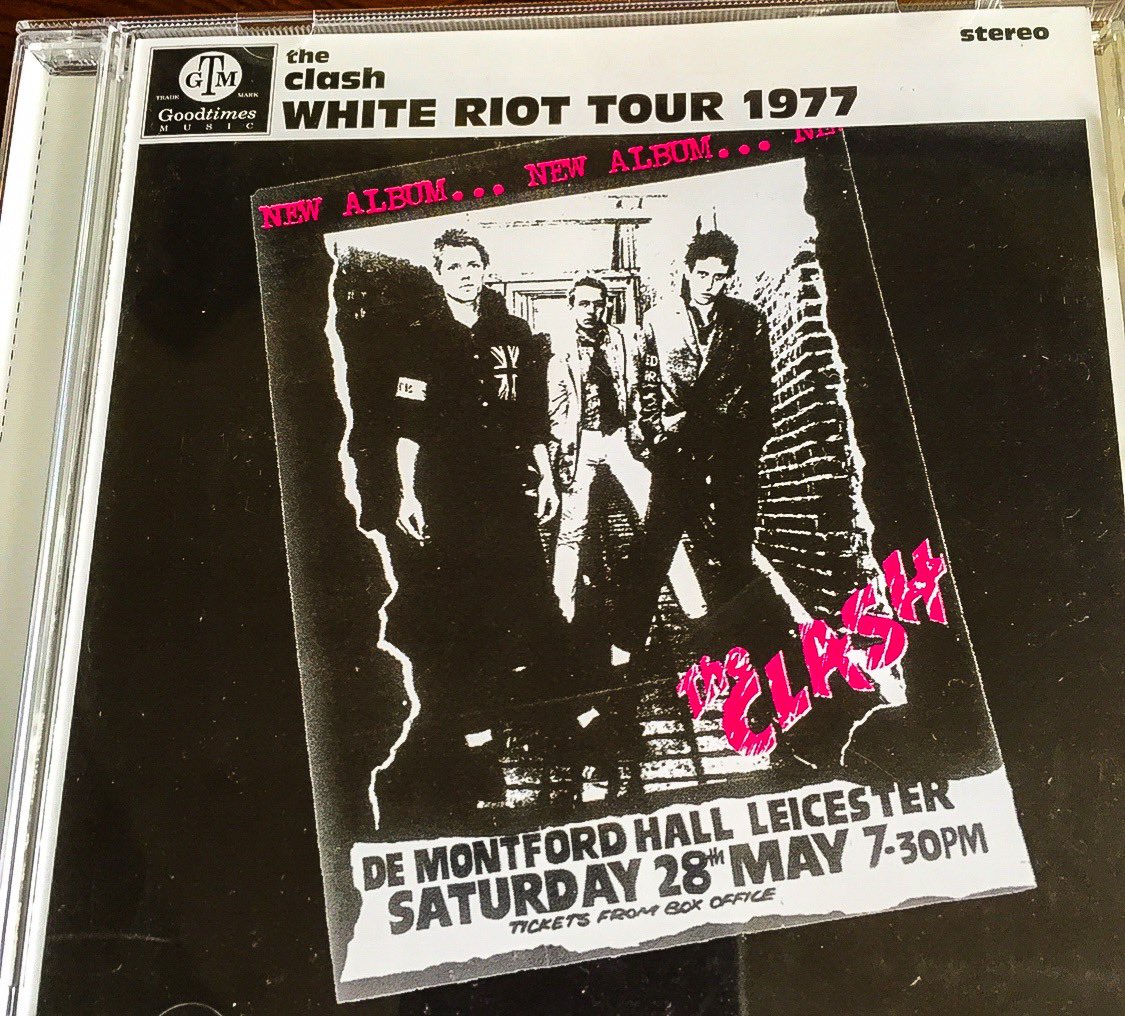 stereo
GTM
TRADE MARK
Goodtimes
MUSIC
the
clash
WHITE RIOT TOUR 1977
NEW ALBUM... NEW ALBUM...
The CLASH
DE MONTFORD HALL LEICESTER
SATURDAY 28th MAY 7-30PM
TICKETS FROM BOX OFFICE